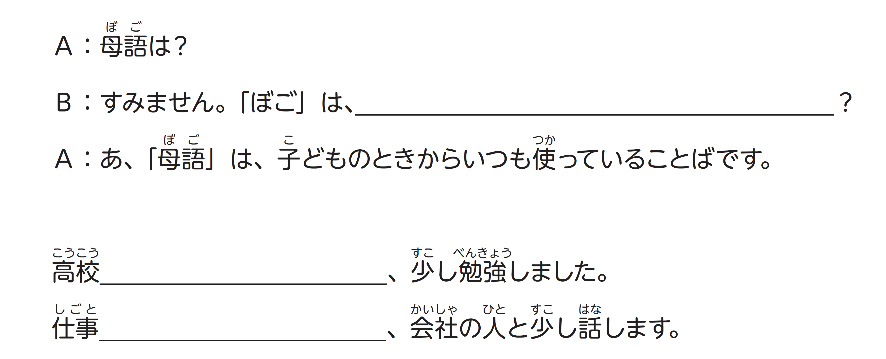 A：母語は？
B：すみません。「ぼご」は、＿＿＿＿＿＿＿＿＿＿＿＿＿＿＿＿＿＿＿＿？
A：あ、「母語」は、子どものときからいつも使っていることばです。
高校＿＿＿＿＿＿＿＿＿＿＿＿、少し勉強しました。
仕事＿＿＿＿＿＿＿＿＿＿＿＿、会社の人と少し話します。